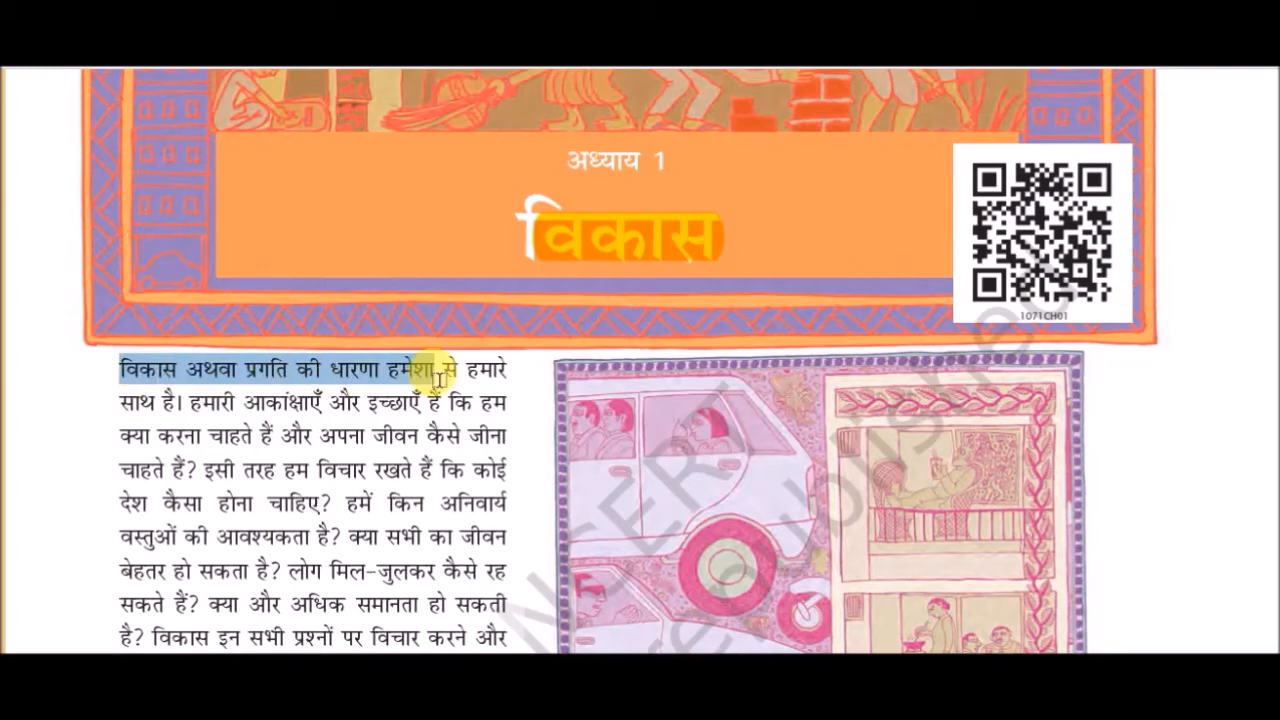 अध्याय 1
विकास
1071CH01
विकास अथवा प्रगति की धारणा हमेशा से हमारे
साथ है। हमारी आकांक्षाएँ और इच्छाएँ हैं कि हम
क्या करना चाहते हैं और अपना जीवन कैसे जीना
चाहते हैं? इसी तरह हम विचार रखते हैं कि कोई
देश कैसा होना चाहिए? हमें किन अनिवार्य
वस्तुओं की आवश्यकता है? क्या सभी का जीवन
बेहतर हो सकता है? लोग मिल-जुलकर कैसे रह
सकते हैं? क्या और अधिक समानता हो सकती
है? विकास इन सभी प्रश्नों पर विचार करने और
NCERT